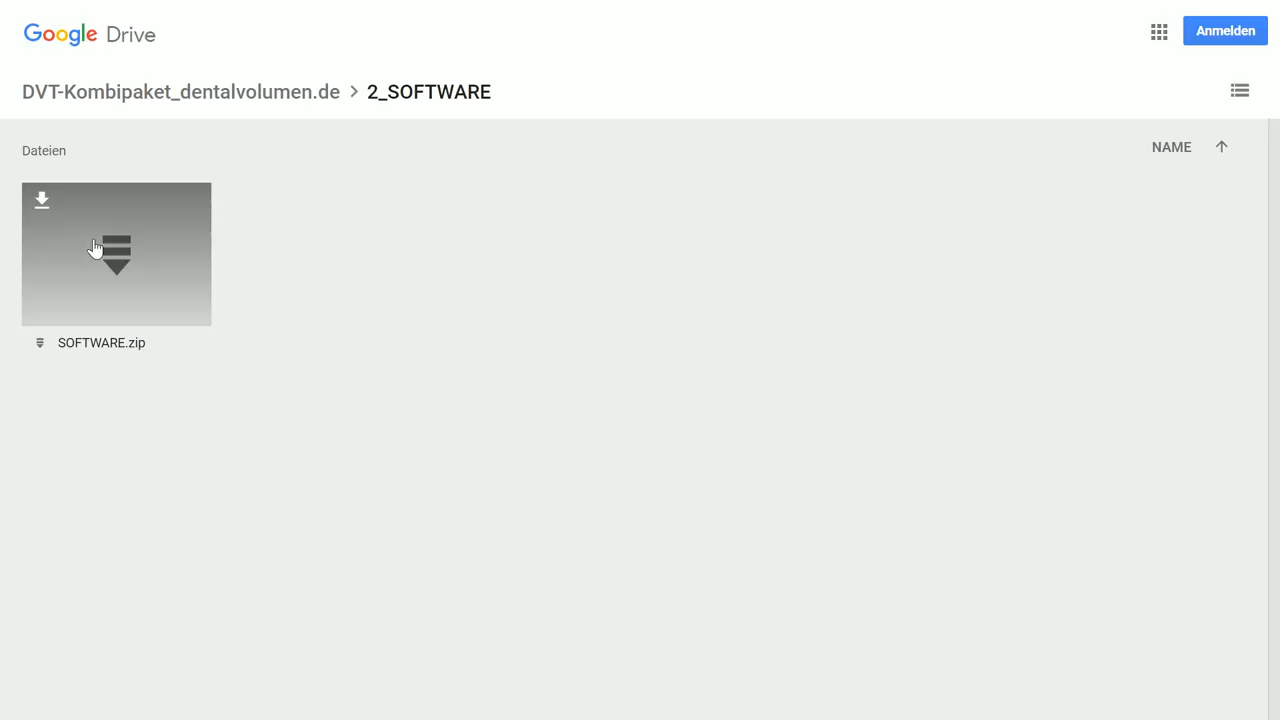 Google Drive
Anmelden
DVT-Kombipaket_dentalvolumen.de > 2_SOFTWARE
Dateien
NAME
SOFTWARE.zip